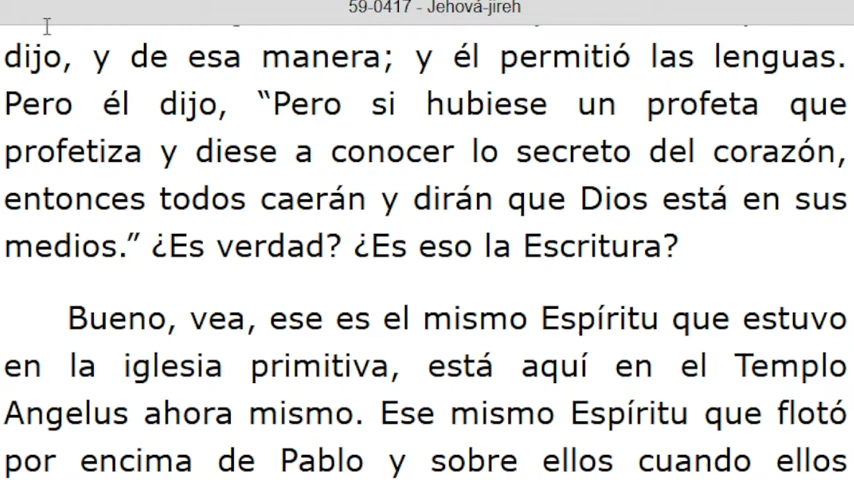 59-0417 - Jehová-jireh
dijo, y de esa manera; y él permitió las lenguas.
Pero él dijo, “Pero si hubiese un profeta que
profetiza y diese a conocer lo secreto del corazón,
entonces todos caerán y dirán que Dios está en sus
medios.” ¿Es verdad? ¿Es eso la Escritura?
Bueno, vea, ese es el mismo Espíritu que estuvo
en la iglesia primitiva, está aquí en el Templo
Angelus ahora mismo. Ese mismo Espíritu que flotó
por encima de Pablo y sobre ellos cuando ellos